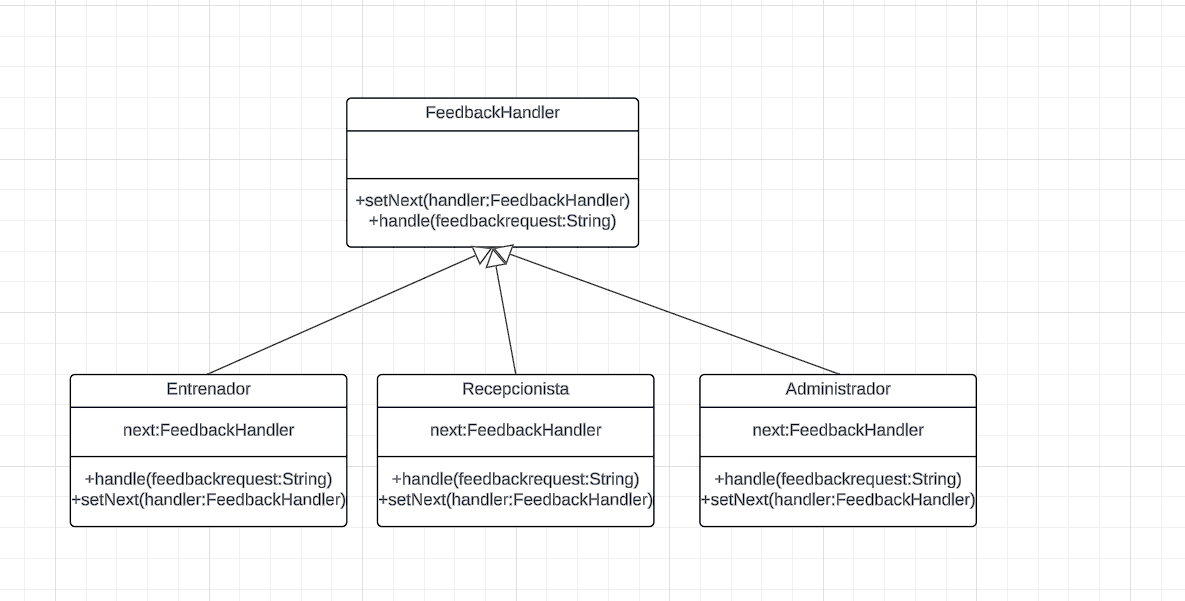 FeedbackHandler
+setNext(handler:FeedbackHandler)
+handle(feedbackrequest:String)
Entrenador
next:FeedbackHandler
+handle(feedbackrequest:String)
+setNext(handler:FeedbackHandler)
Recepcionista
next:FeedbackHandler
+handle(feedbackrequest:String)
+setNext(handler:FeedbackHandler)
Administrador
next:FeedbackHandler
+handle(feedbackrequest:String)
+setNext(handler:FeedbackHandler)